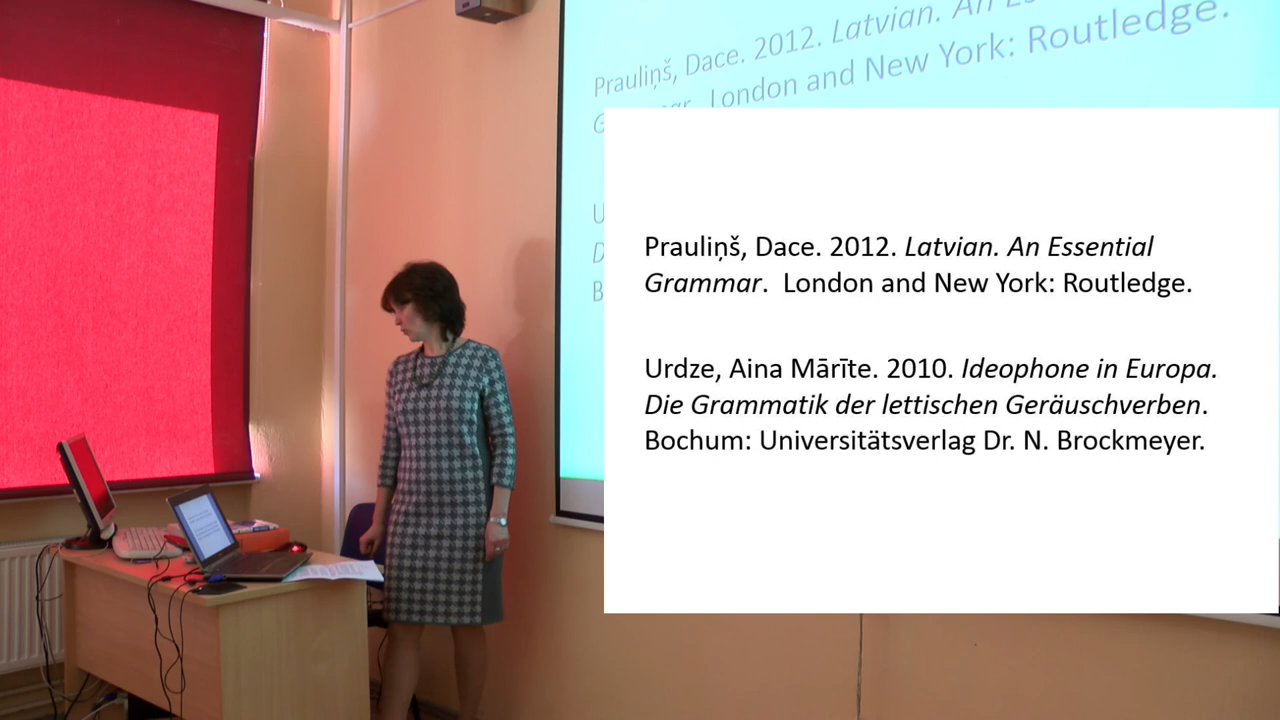 Prauliņš, Dace. 2012. Latvian. An Es
London and New York: Routledge.
Prauliņš, Dace. 2012. Latvian. An Essential
Grammar. London and New York: Routledge.
Urdze, Aina Mārīte. 2010. Ideophone in Europa.
Die Grammatik der lettischen Geräuschverben.
Bochum: Universitätsverlag Dr. N. Brockmeyer.